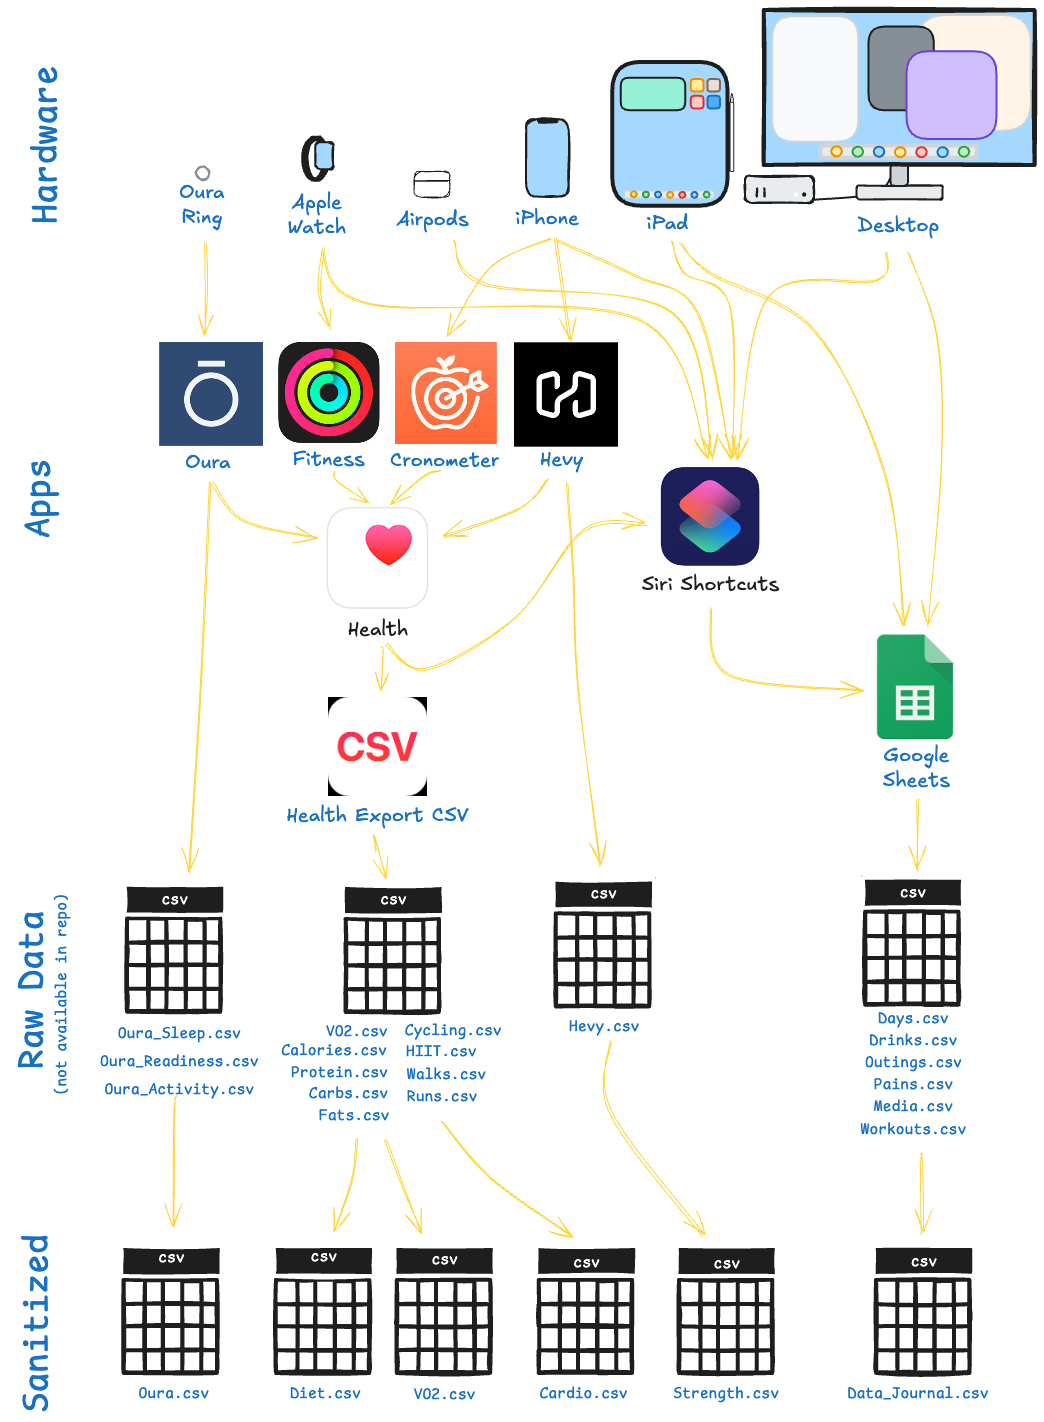 Hardware
Oura
Ring
Apple
Watch
Airpods
iPhone
iPad
Desktop
Apps
Oura
Fitness
Cronometer
Hevy
Siri Shortcuts
Health
CSV
Health Export CSV
Google
Sheets
Raw Data
(not available in repo)
CSV
Oura_Sleep.csv
Oura_Readiness.csv
Oura_Activity.csv
CSV
VO2.csv
Calories.csv
Protein.csv
Carbs.csv
Fats.csv
Cycling.csv
HIIT.csv
Walks.csv
Runs.csv
CSV
Hevy.csv
CSV
Days.csv
Drinks.csv
Outings.csv
Pains.csv
Media.csv
Workouts.csv
Sanitized
CSV
Oura.csv
CSV
Diet.csv
CSV
VO2.csv
CSV
Cardio.csv
CSV
Strength.csv
CSV
Data_Journal.csv